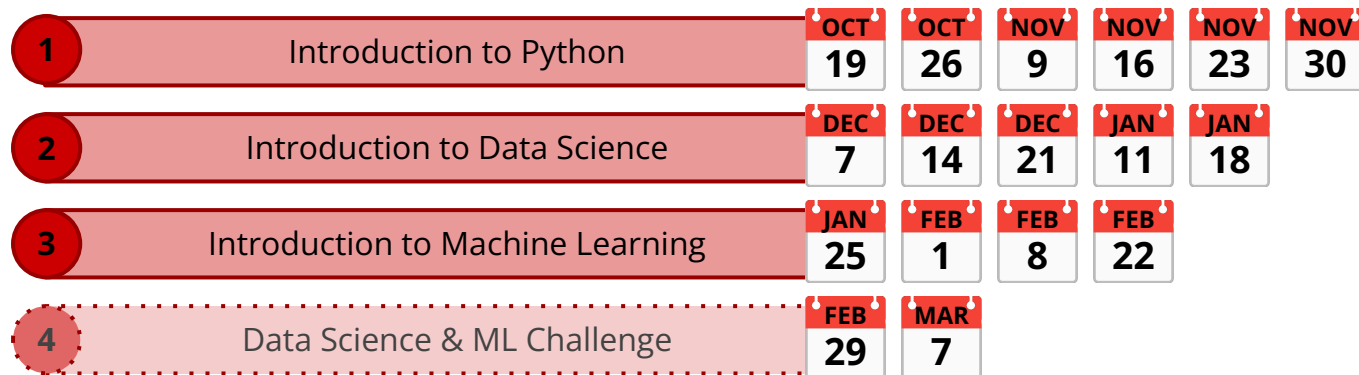 1 Introduction to Python OCT 19 OCT 26 NOV 9 NOV 16 NOV 23 NOV 30
2 Introduction to Data Science DEC 7 DEC 14 DEC 21 JAN 11 JAN 18
3 Introduction to Machine Learning JAN 25 FEB 1 FEB 8 FEB 22
4 Data Science & ML Challenge FEB 29 MAR 7